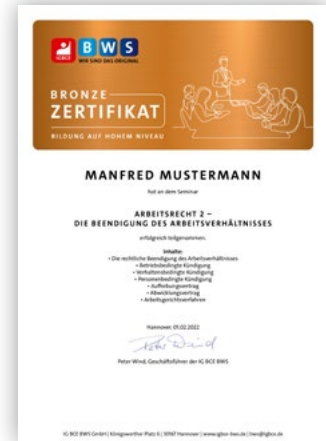 IGBCE
BWS
WIR SIND DAS ORIGINAL
BRONZE
ZERTIFIKAT
BILDUNG AUF HOHEM NIVEAU
MANFRED MUSTERMANN
hat an dem Seminar
ARBEITSRECHT 2 –
DIE BEENDIGUNG DES ARBEITSVERHÄLTNISSES
erfolgreich teilgenommen.
Inhalte:
• Die rechtliche Beendigung des Arbeitsverhältnisses
• Betriebsbedingte Kündigung
• Verhaltensbedingte Kündigung
• Personenbedingte Kündigung
• Aufhebungsvertrag
• Abwicklungsvertrag
• Arbeitsgerichtsverfahren
Hannover, 01.02.2022
Peter Wind
Peter Wind, Geschäftsführer der IG BCE BWS
IG BCE BWS GmbH | Königsworther Platz 6 | 30167 Hannover | www.igbce-bws.de | bws@igbce.de